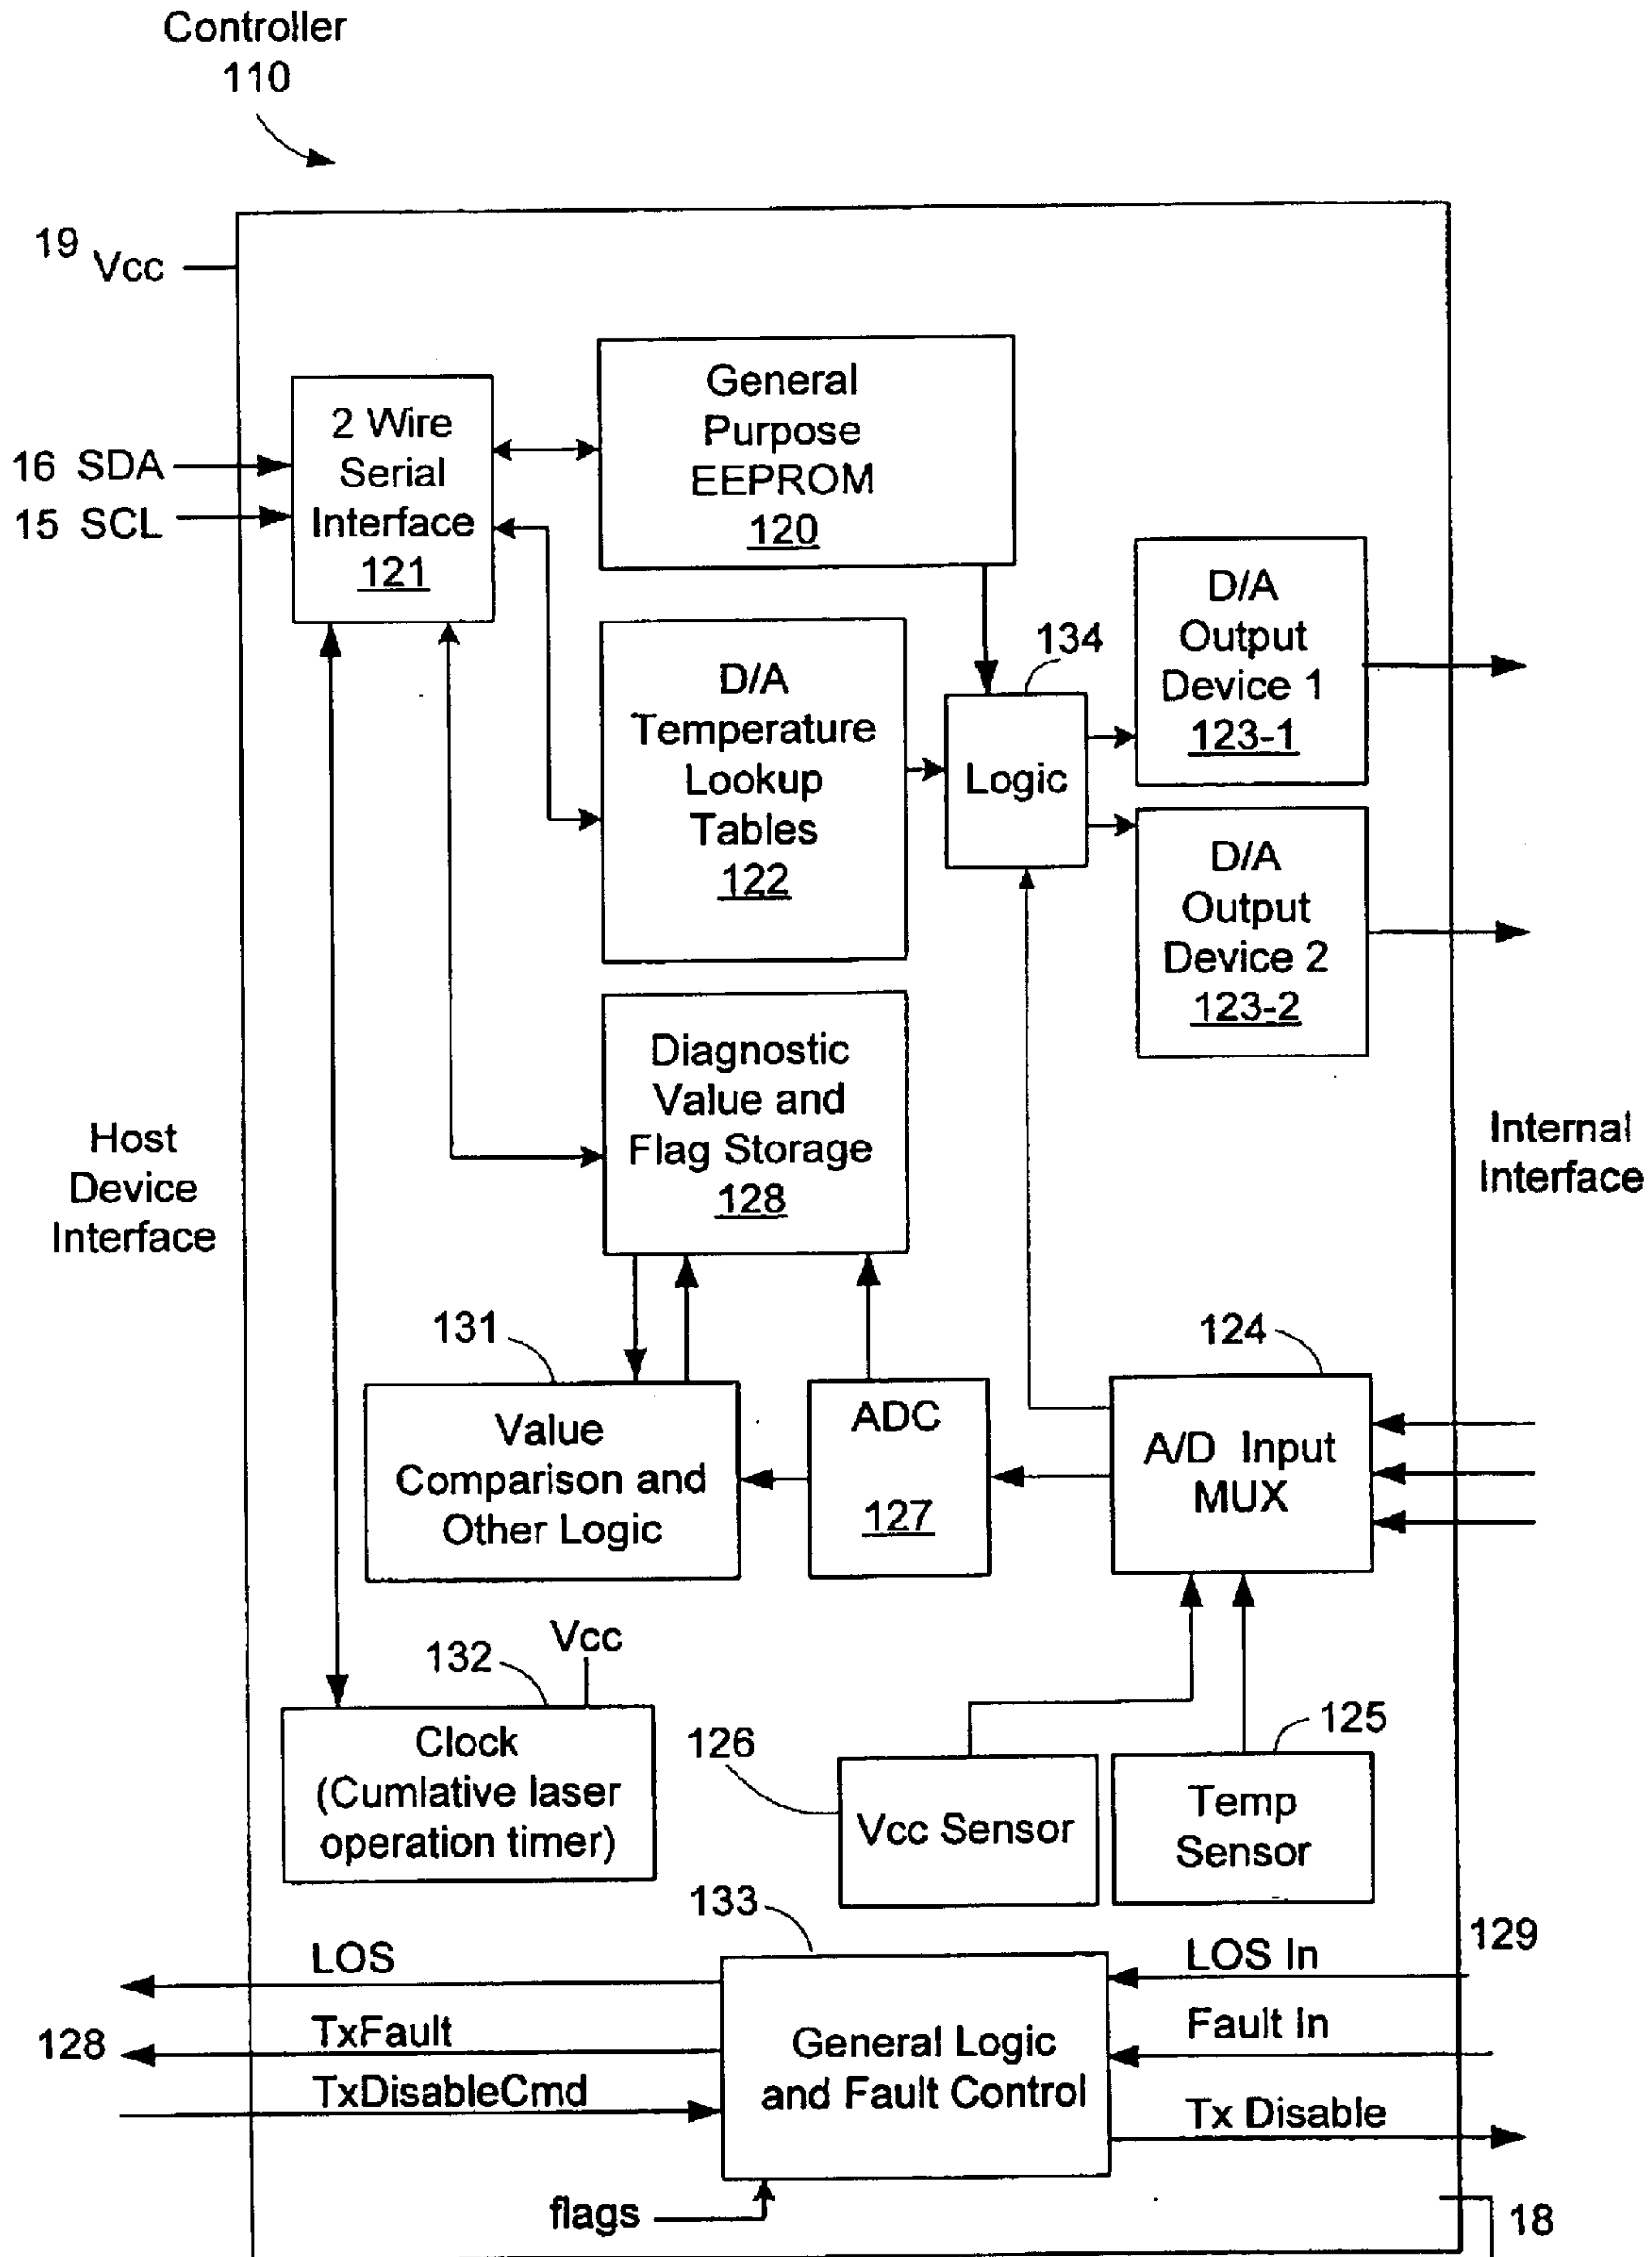 Controller
110
19
Vcc
16 SDA
15 SCL
2 Wire
Serial
Interface
121
General
Purpose
EEPROM
120
D/A
Temperature
Lookup
Tables
122
134
Logic
D/A
Output
Device 1
123-1
D/A
Output
Device 2
123-2
Diagnostic
Value and
Flag Storage
128
Host
Device
Interface
Internal
Interface
131
Value
Comparison and
Other Logic
ADC
127
124
A/D Input
MUX
132
Vcc
Clock
(Cumlative laser
operation timer)
126
Vcc Sensor
125
Temp
Sensor
133
General Logic
and Fault Control
LOS
TxFault
128
TxDisableCmd
129
LOS In
Fault In
Tx Disable
flags
18